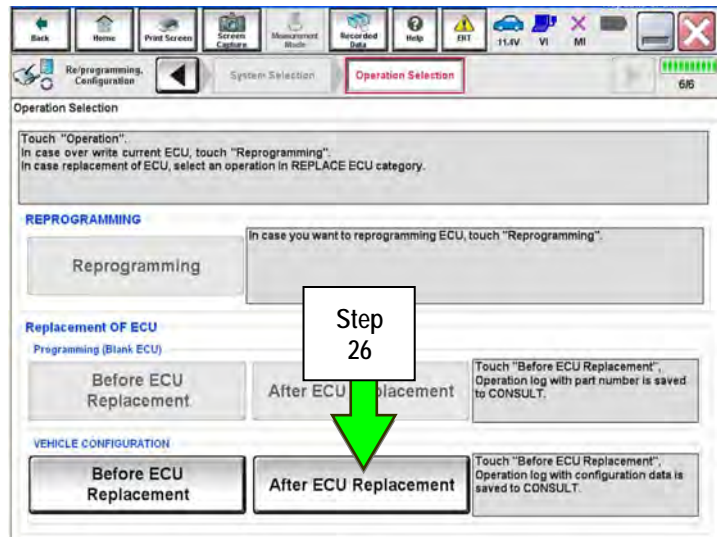 Back
Home
Print Screen
Screen Capture
Measurement Mode
Recorded Data
Help
ERT
11.4V
VI
MI
Re/programming, Configuration
System Selection
Operation Selection
6/6
Operation Selection
Touch "Operation".
In case over write current ECU, touch "Reprogramming".
In case replacement of ECU, select an operation in REPLACE ECU category.
REPROGRAMMING
Reprogramming
In case you want to reprogramming ECU, touch "Reprogramming".
Step
26
Replacement OF ECU
Programming (Blank ECU)
Before ECU
Replacement
After ECU
Touch "Before ECU Replacement",
Operation log with part number is saved
to CONSULT.
VEHICLE CONFIGURATION
Before ECU
Replacement
After ECU Replacement
Touch "Before ECU Replacement",
Operation log with configuration data is
saved to CONSULT.